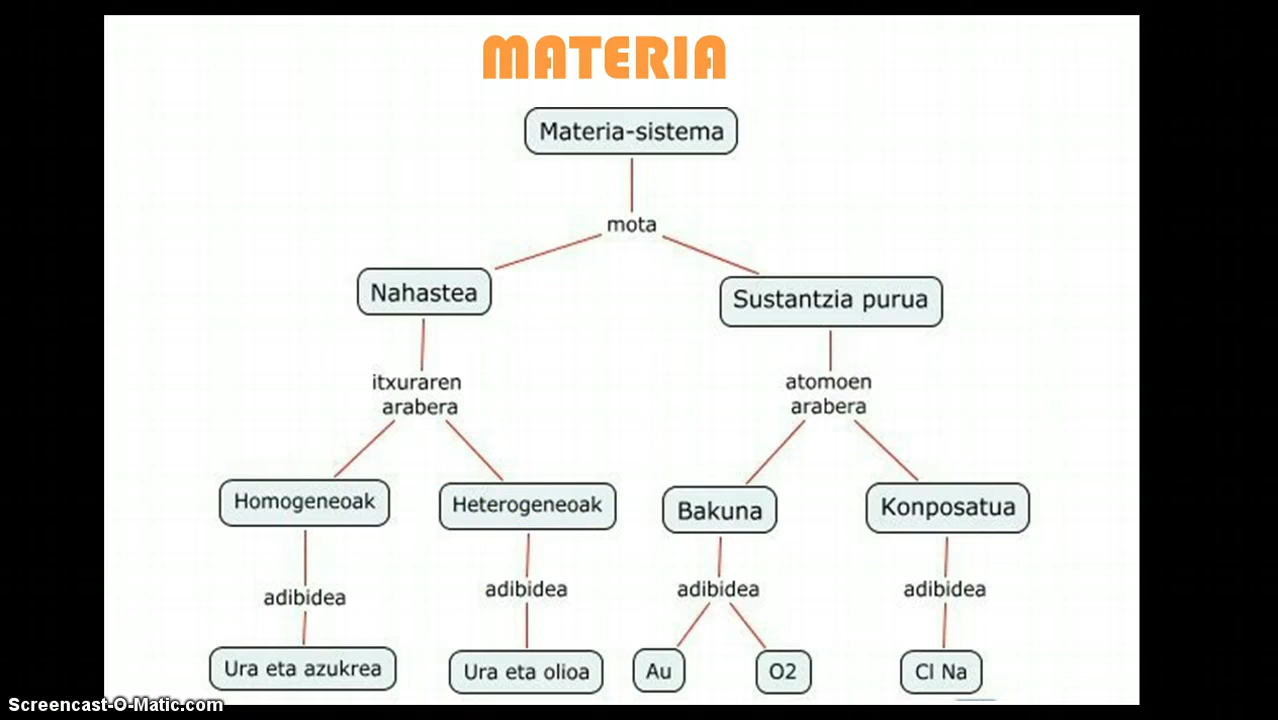 MATERIA
Materia-sistema
mota
Nahastea
Sustantzia purua
itxuraren
arabera
atomoen
arabera
Homogeneoak
Heterogeneoak
Bakuna
Konposatua
adibidea
adibidea
adibidea
adibidea
Ura eta azukrea
Ura eta olioa
Au
O2
Cl Na
Screencast-O-Matic.com